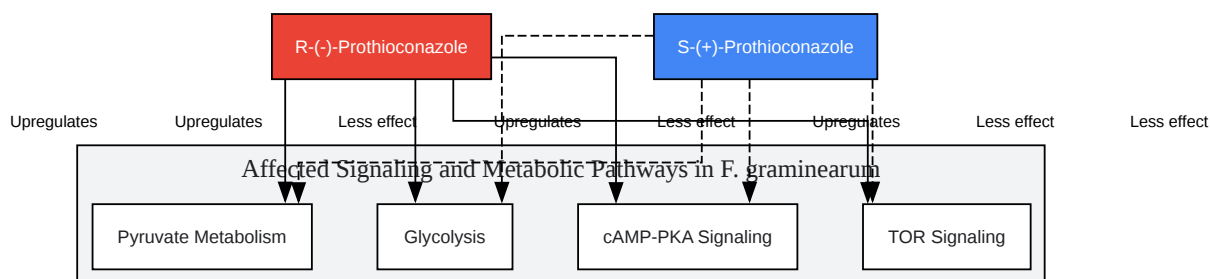 R-(-)-Prothioconazole
S-(+)-Prothioconazole
Upregulates
Upregulates
Less effect
Upregulates
Less effect
Upregulates
Less effect
Less effect
Affected Signaling and Metabolic Pathways in F. graminearum
Pyruvate Metabolism
Glycolysis
cAMP-PKA Signaling
TOR Signaling